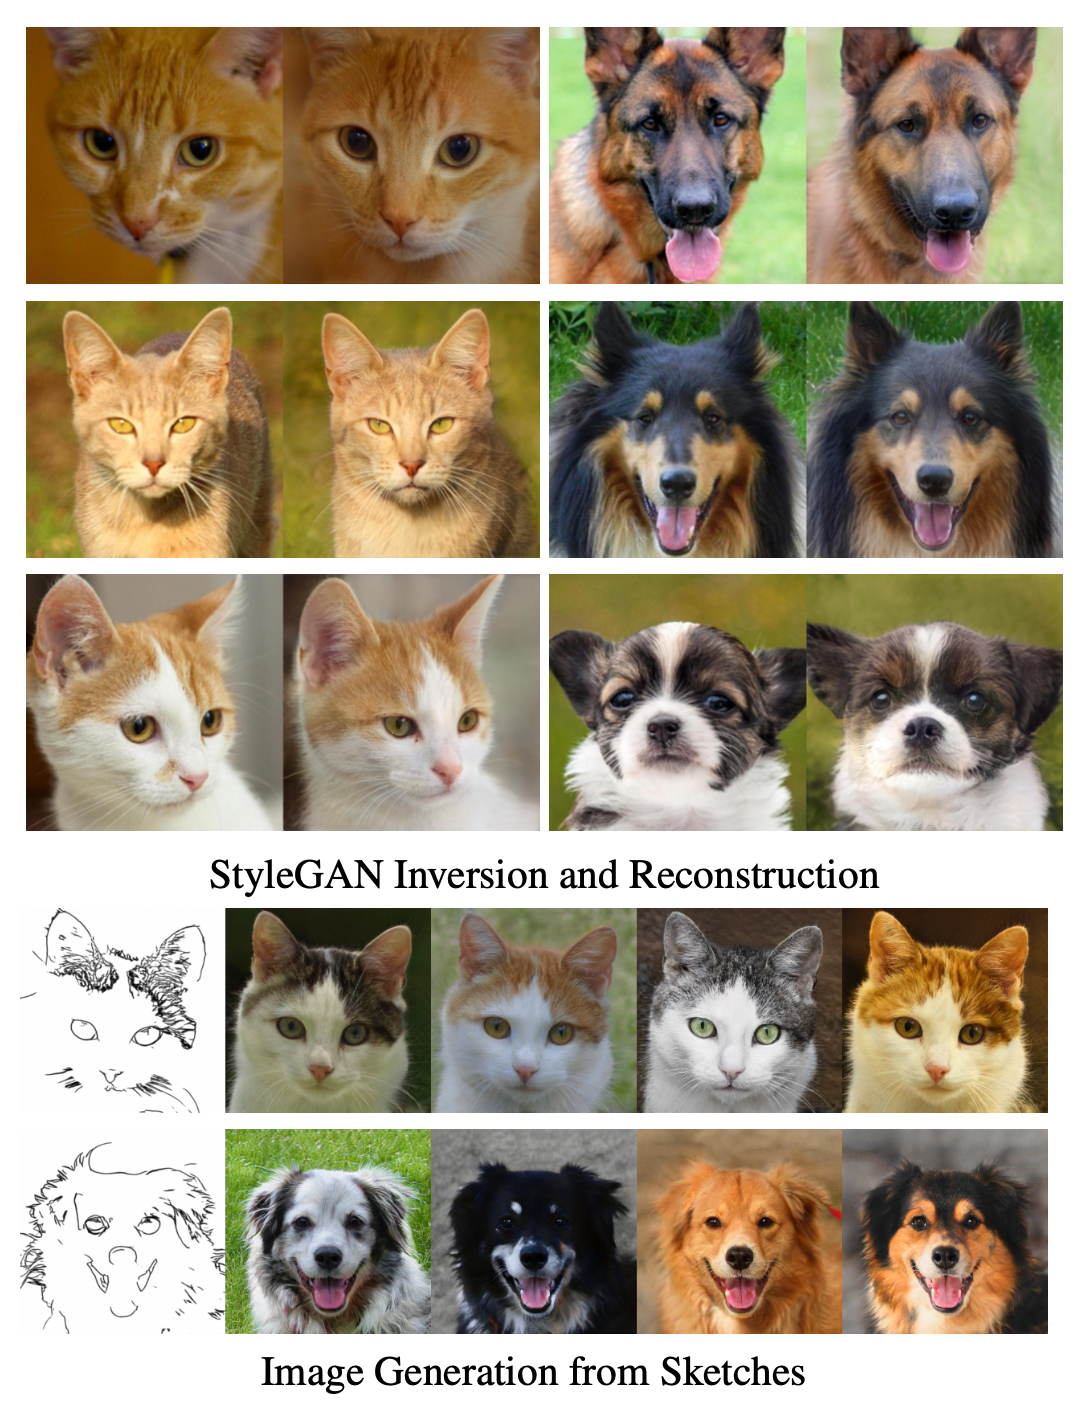 StyleGAN Inversion and Reconstruction
Image Generation from Sketches